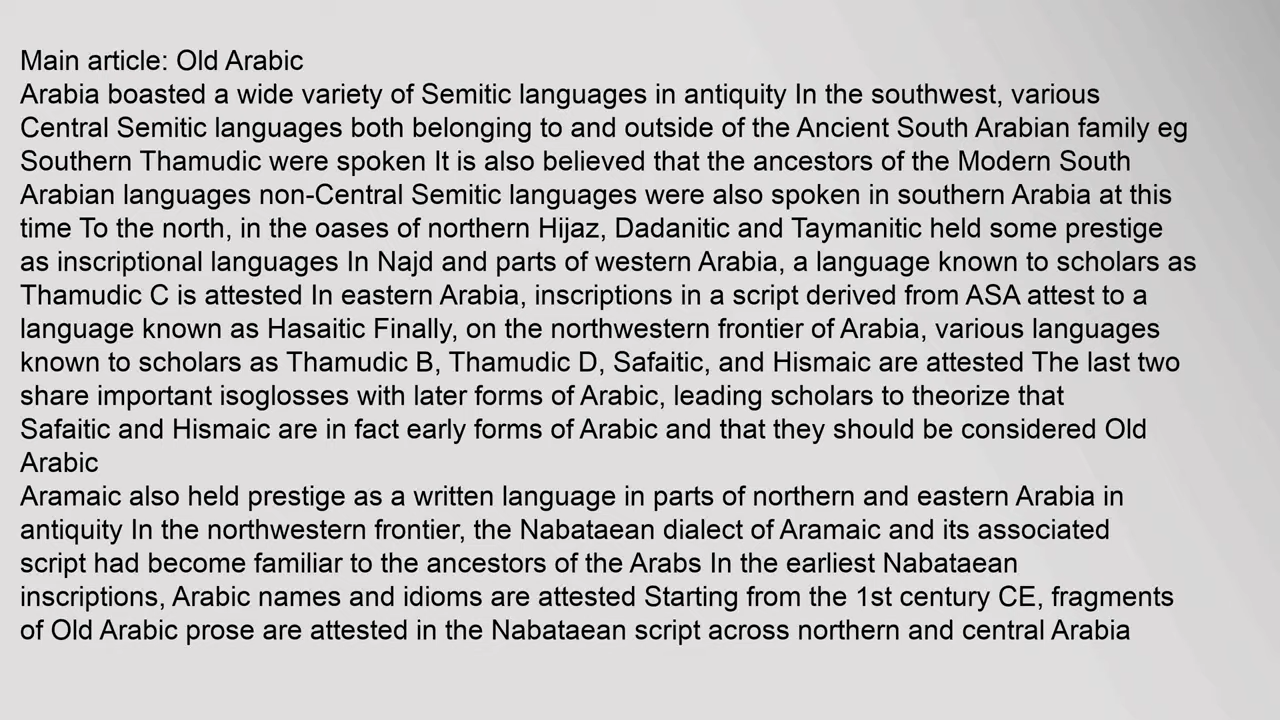 Main article: Old Arabic
Arabia boasted a wide variety of Semitic languages in antiquity In the southwest, various
Central Semitic languages both belonging to and outside of the Ancient South Arabian family eg
Southern Thamudic were spoken It is also believed that the ancestors of the Modern South
Arabian languages non-Central Semitic languages were also spoken in southern Arabia at this
time To the north, in the oases of northern Hijaz, Dadanitic and Taymanitic held some prestige
as inscriptional languages In Najd and parts of western Arabia, a language known to scholars as
Thamudic C is attested In eastern Arabia, inscriptions in a script derived from ASA attest to a
language known as Hasaitic Finally, on the northwestern frontier of Arabia, various languages
known to scholars as Thamudic B, Thamudic D, Safaitic, and Hismaic are attested The last two
share important isoglosses with later forms of Arabic, leading scholars to theorize that
Safaitic and Hismaic are in fact early forms of Arabic and that they should be considered Old
Arabic
Aramaic also held prestige as a written language in parts of northern and eastern Arabia in
antiquity In the northwestern frontier, the Nabataean dialect of Aramaic and its associated
script had become familiar to the ancestors of the Arabs In the earliest Nabataean
inscriptions, Arabic names and idioms are attested Starting from the 1st century CE, fragments
of Old Arabic prose are attested in the Nabataean script across northern and central Arabia